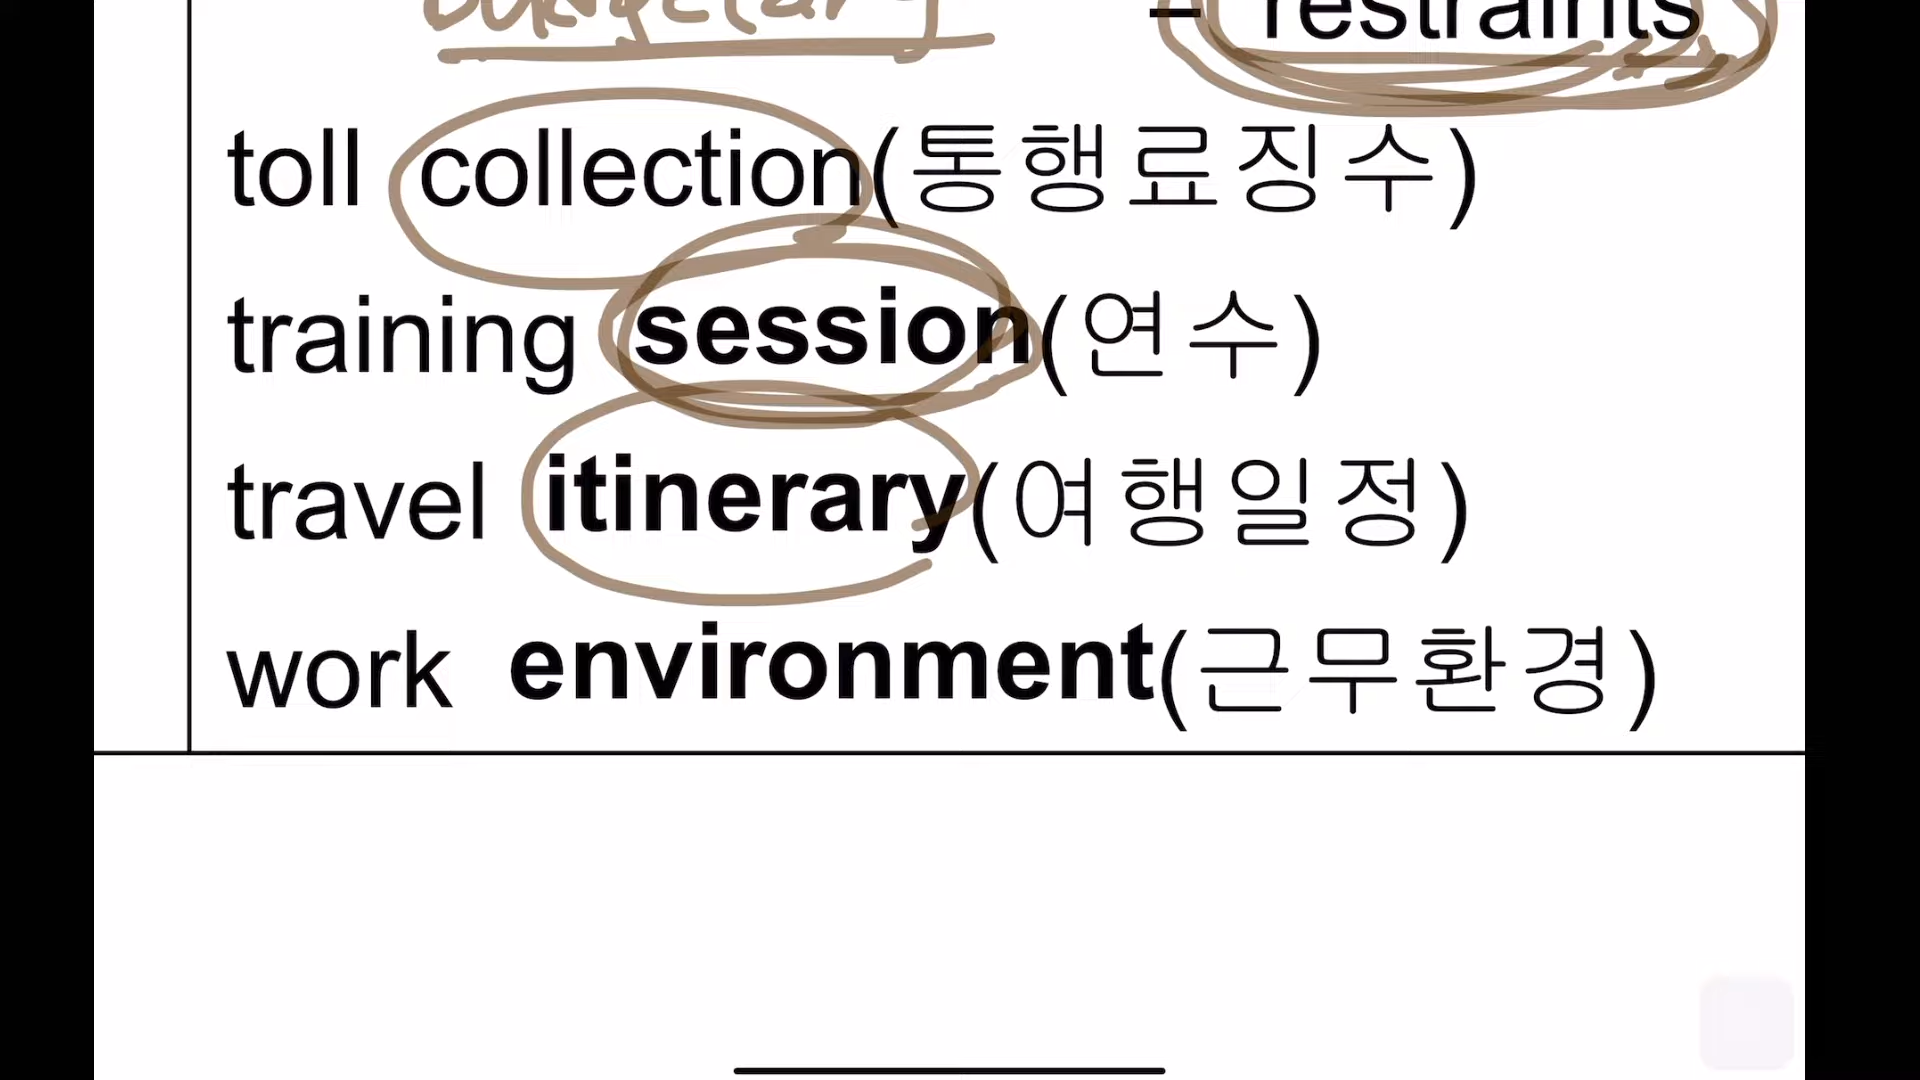 budgetary = restraints
toll collection(통행료징수)
training session(연수)
travel itinerary(여행일정)
work environment(근무환경)